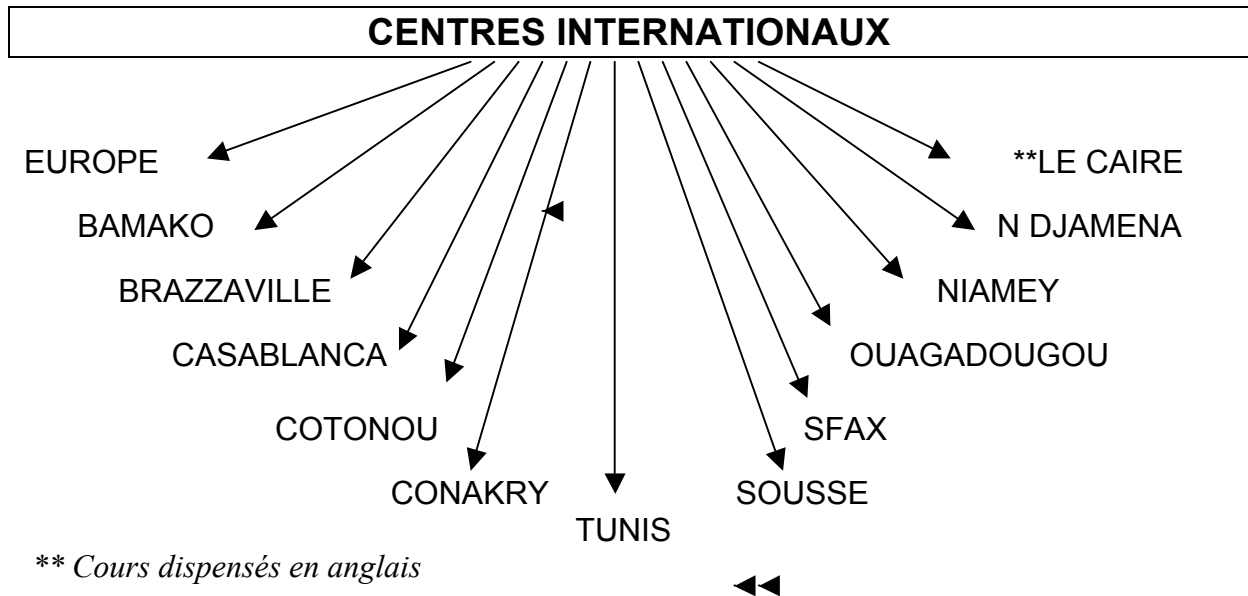 CENTRES INTERNATIONAUX
EUROPE
**LE CAIRE
BAMAKO
N DJAMENA
BRAZZAVILLE
NIAMEY
CASABLANCA
OUAGADOUGOU
COTONOU
SFAX
CONAKRY
SOUSSE
TUNIS
** Cours dispensés en anglais